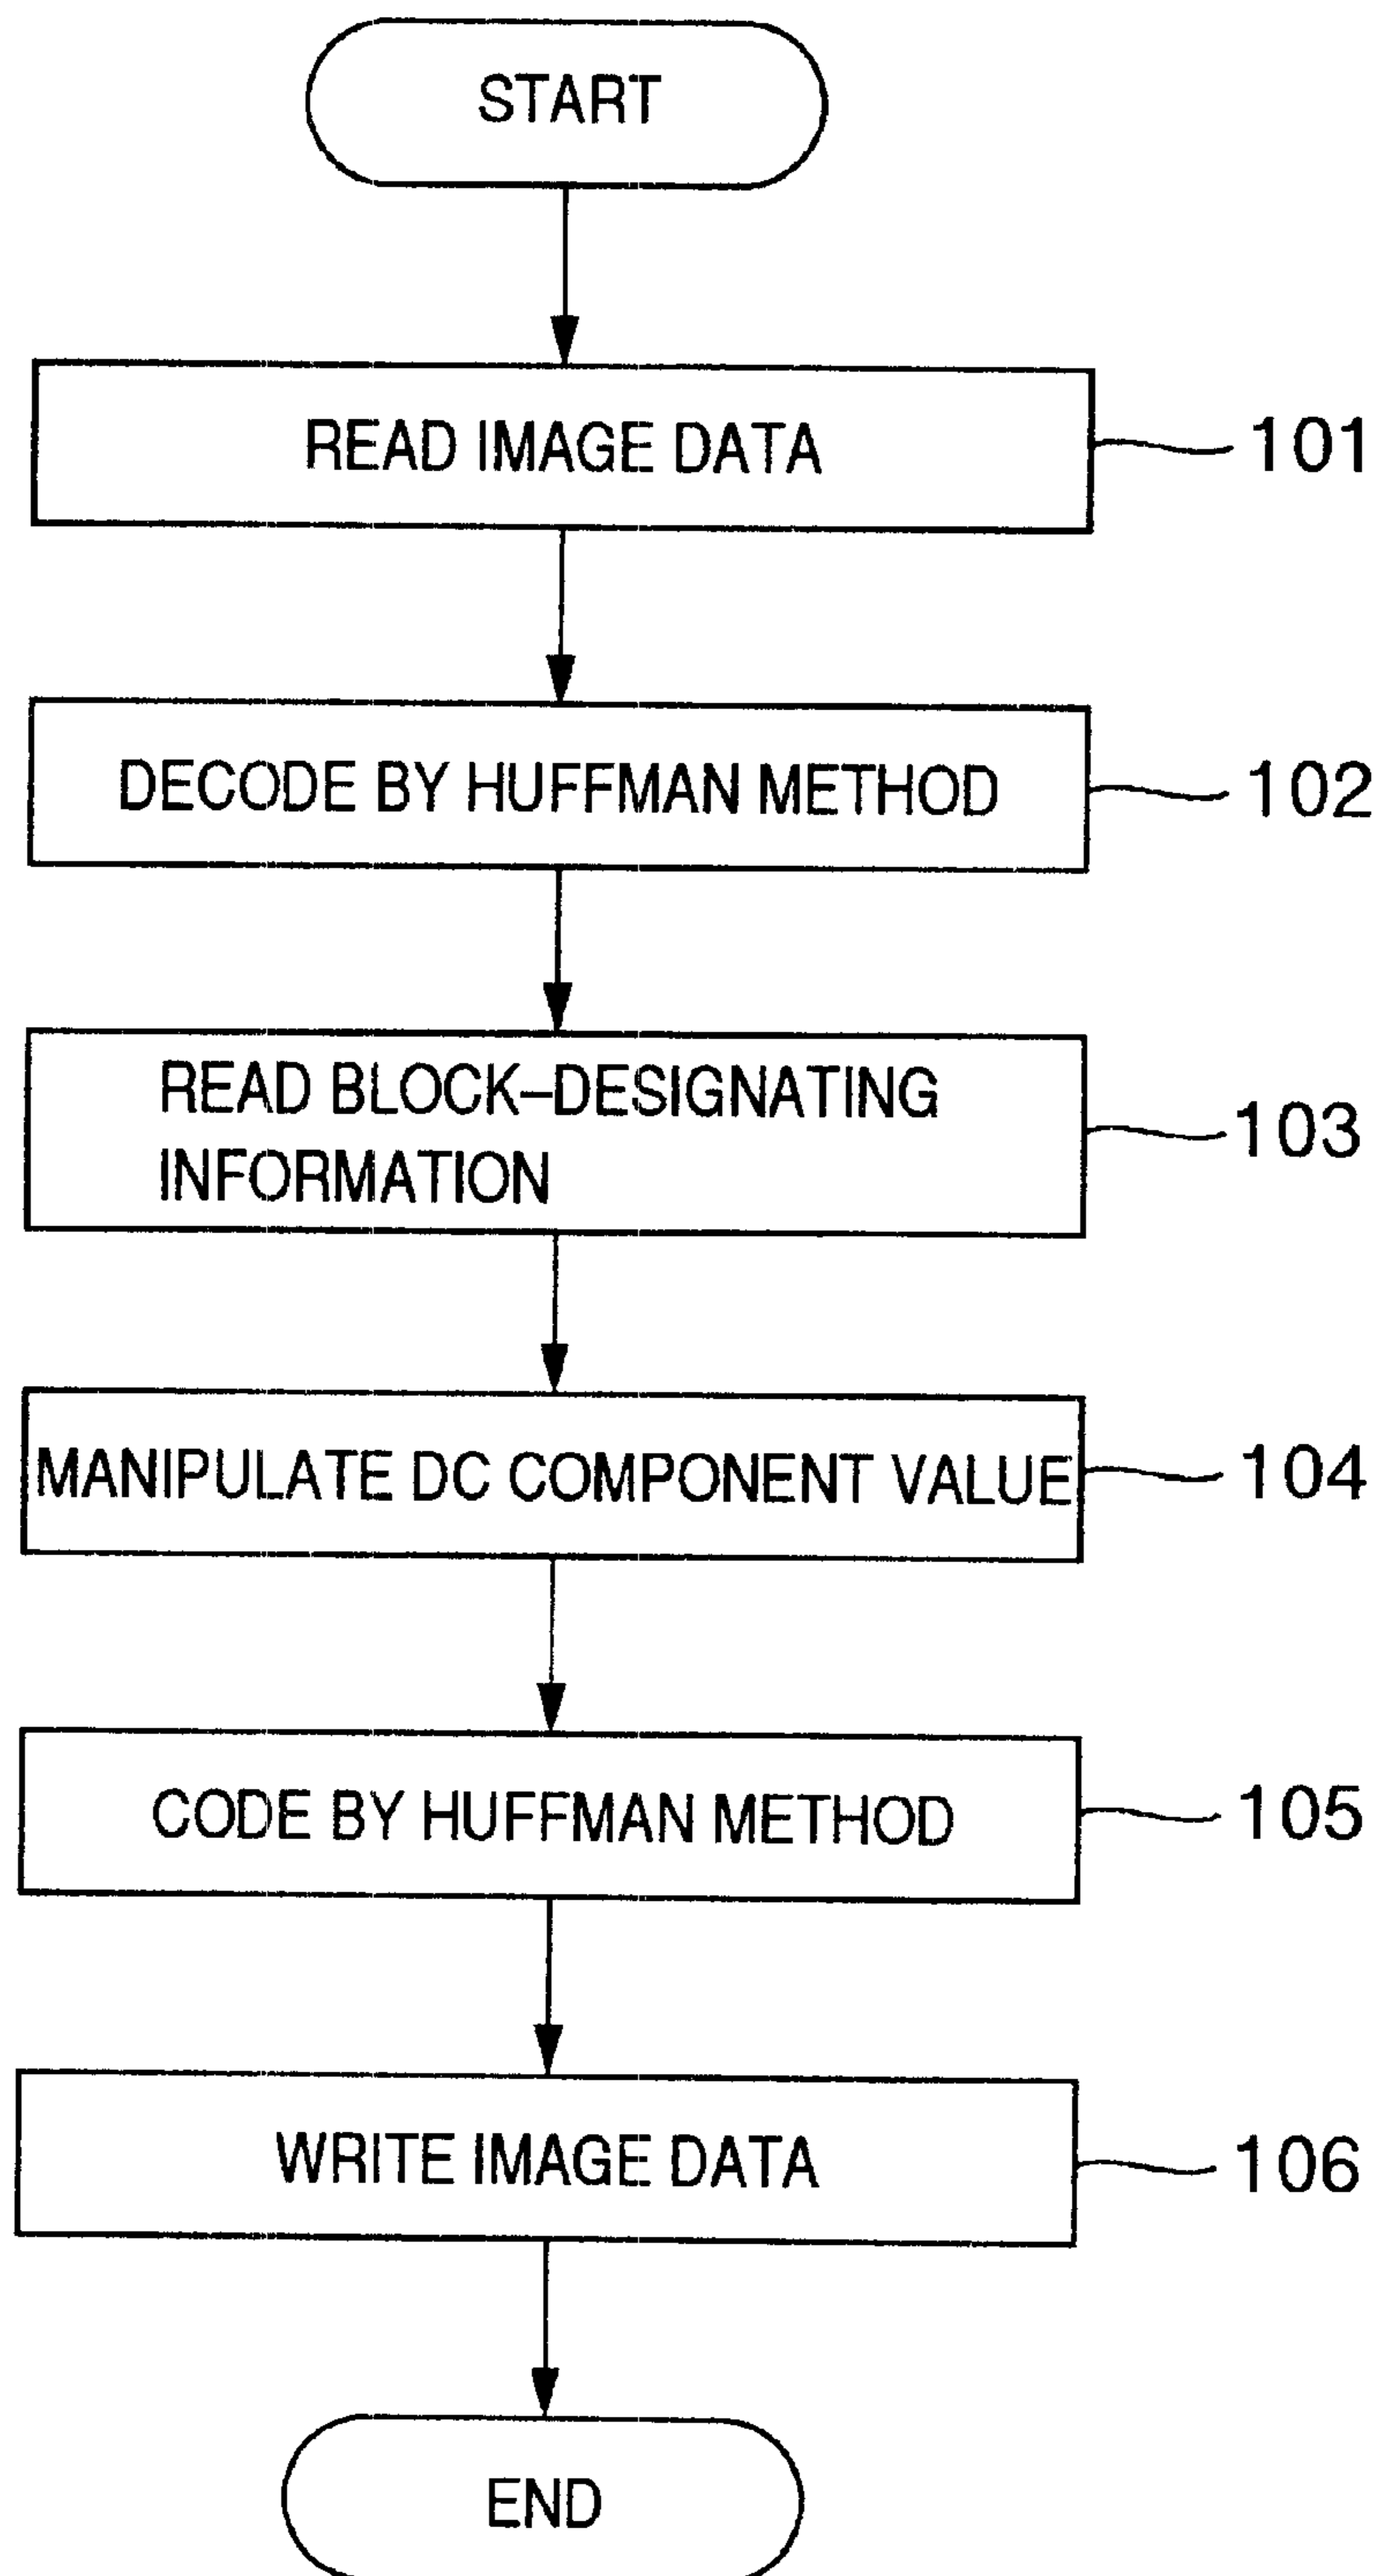 START
READ IMAGE DATA
101
DECODE BY HUFFMAN METHOD
102
READ BLOCK–DESIGNATING
INFORMATION
103
MANIPULATE DC COMPONENT VALUE
104
CODE BY HUFFMAN METHOD
105
WRITE IMAGE DATA
106
END